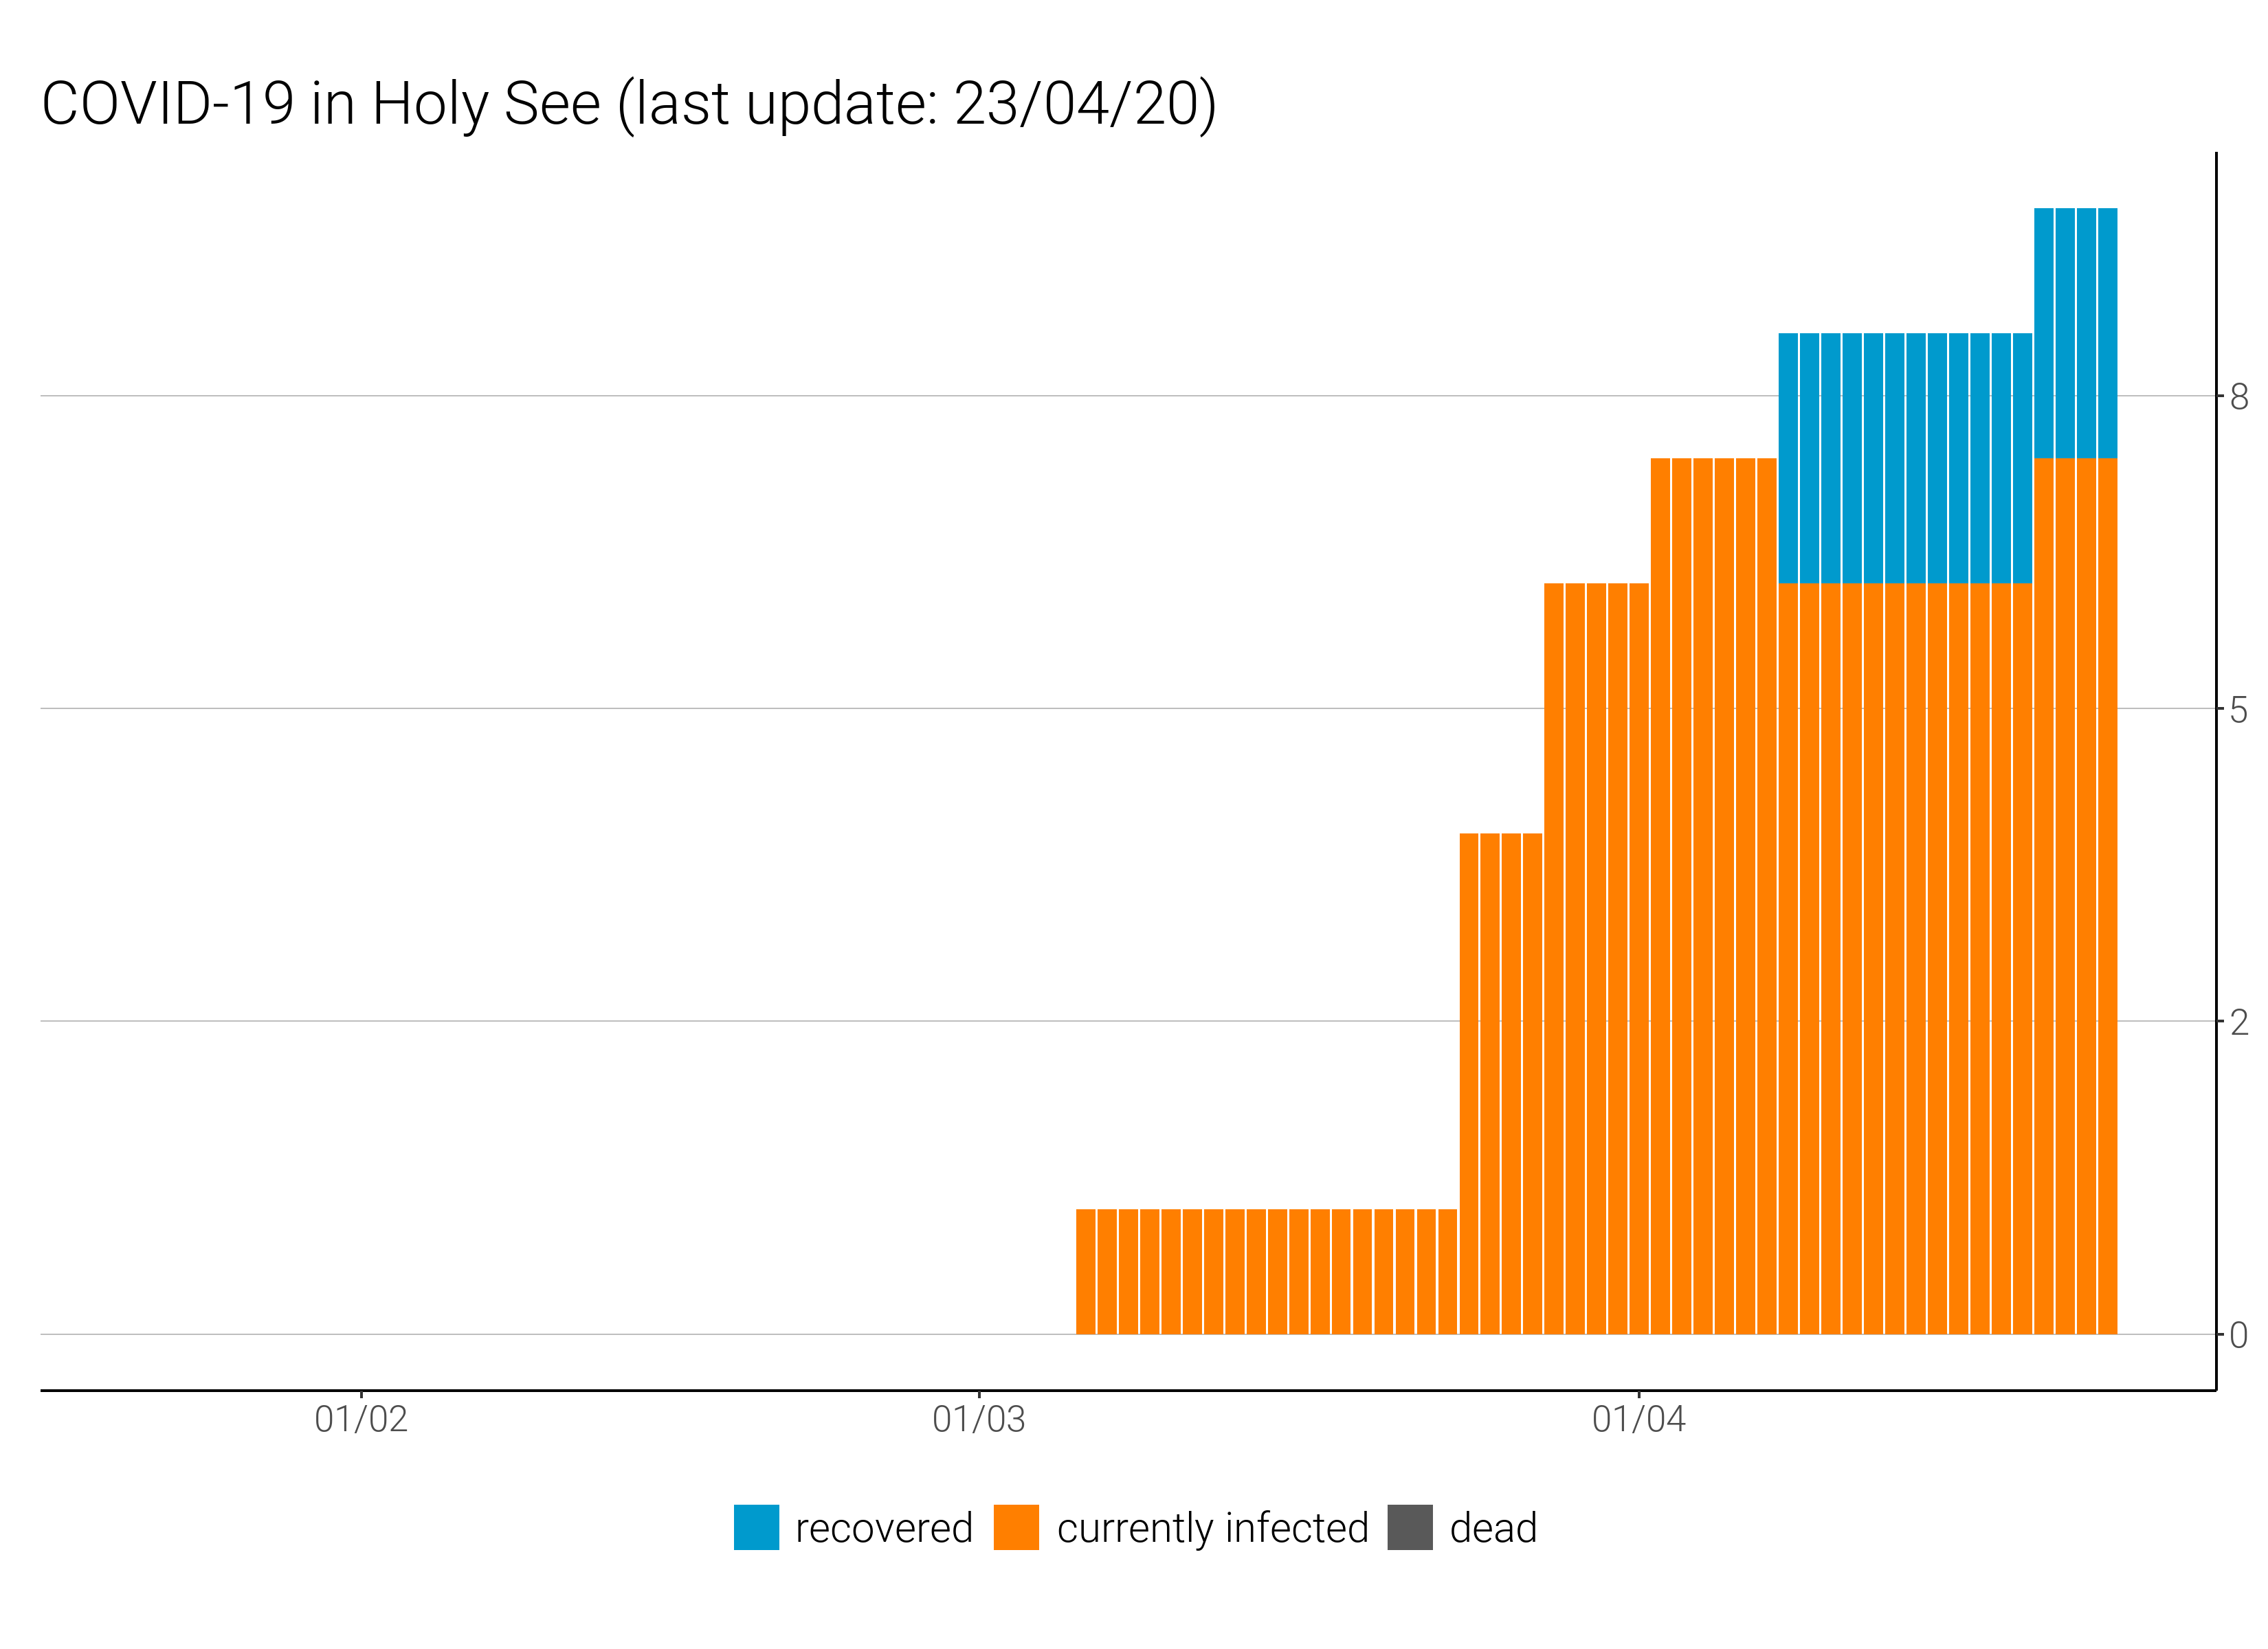 COVID-19 in Holy See (last update: 23/04/20)
8
5
2
0
01/02 01/03 01/04
recovered currently infected dead